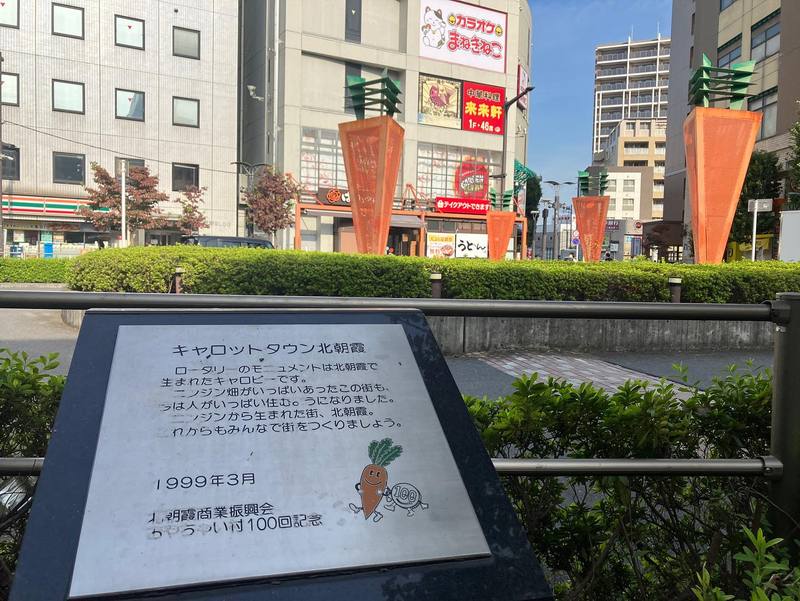 カラオケ
まねきねこ
中華料理
来来軒
1F・46席
テイクアウトできます
うどん
キャロットタウン北朝霞
ロータリーのモニュメントは北朝霞で
生まれたキャロピーです。
ニンジン畑がいっぱいあったこの街も、
は人がいっぱい住む。うになりました。
ニンジンから生まれた街、北朝霞。
れからもみんなで街をつくりましょう。
1999年3月
朝霞商業振興会
100回記念
100